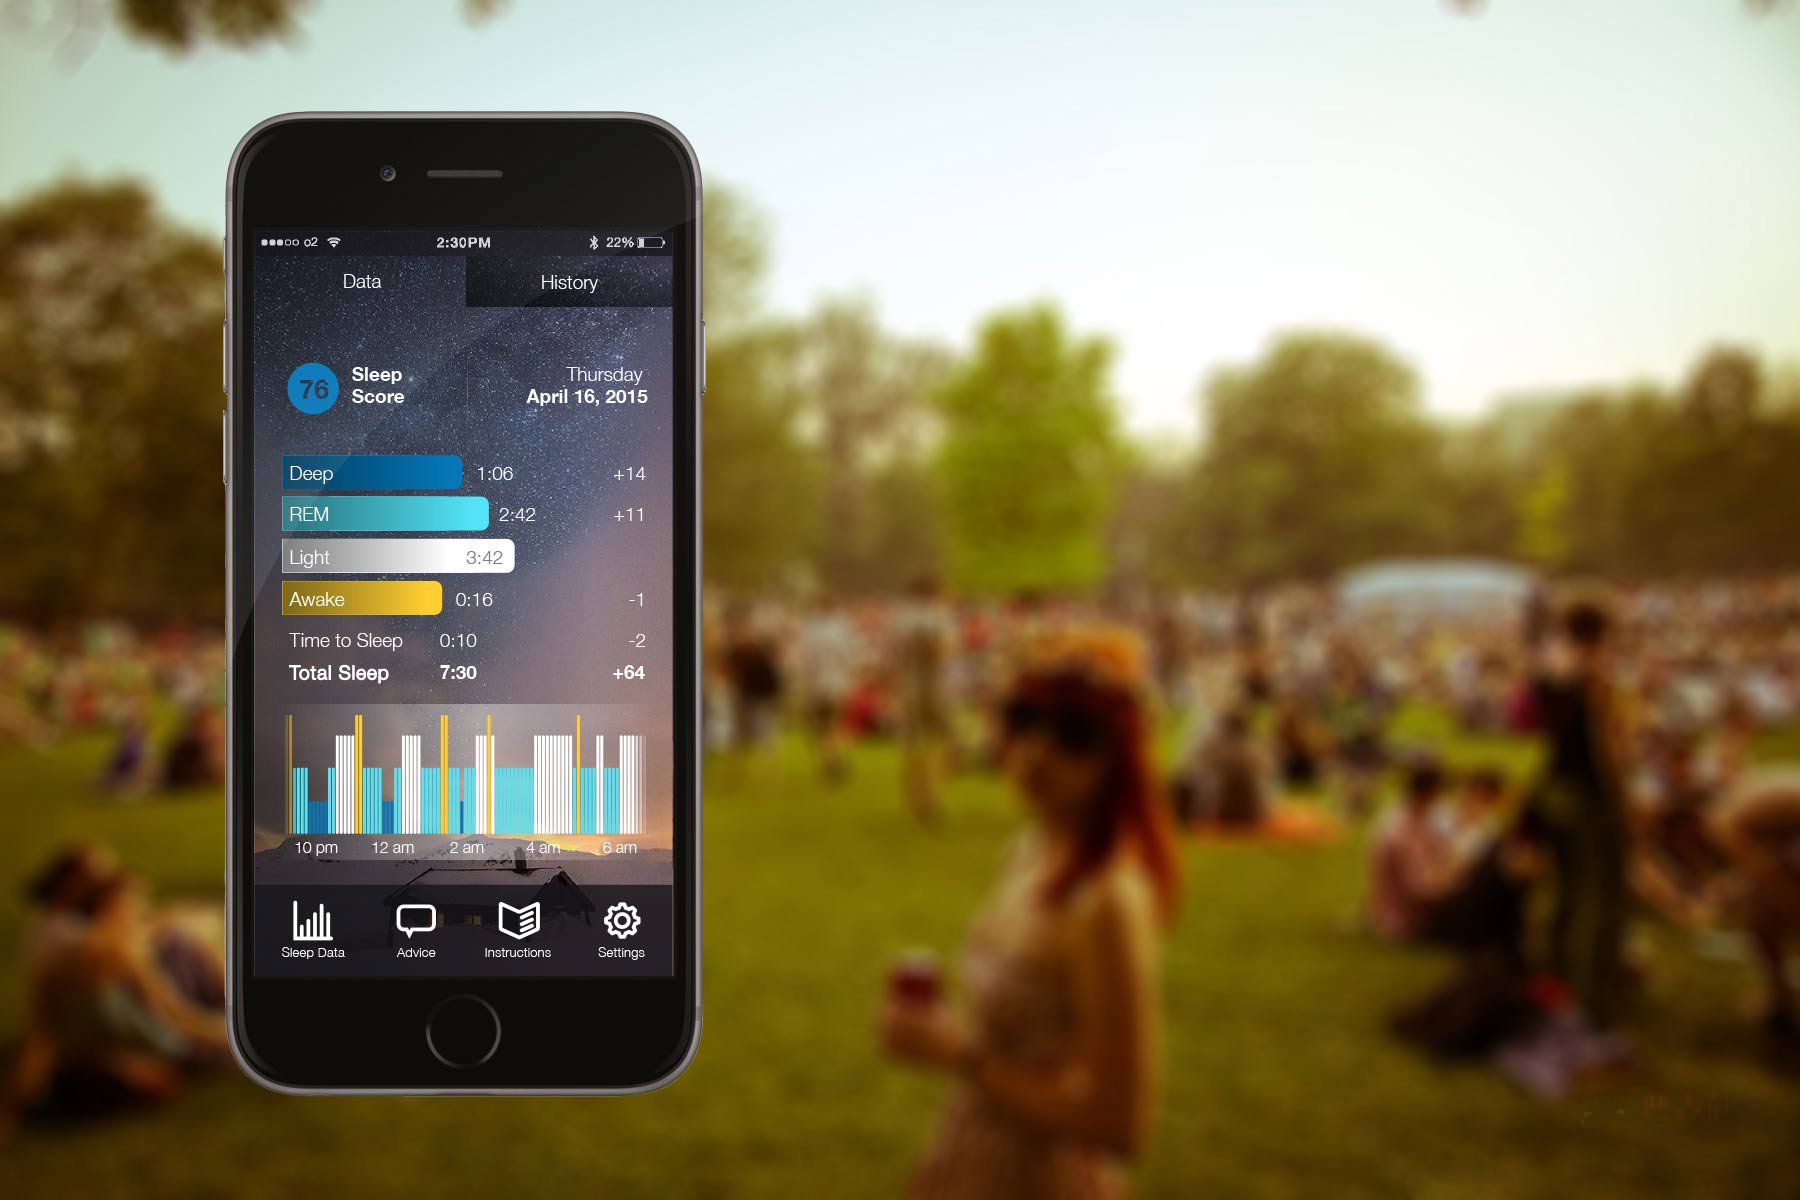 o2 2:30PM 22%
Data History
76 Sleep Score
Thursday
April 16, 2015
Deep 1:06 +14
REM 2:42 +11
Light 3:42
Awake 0:16 -1
Time to Sleep 0:10 -2
Total Sleep 7:30 +64
10 pm 12 am 2 am 4 am 6 am
Sleep Data Advice Instructions Settings